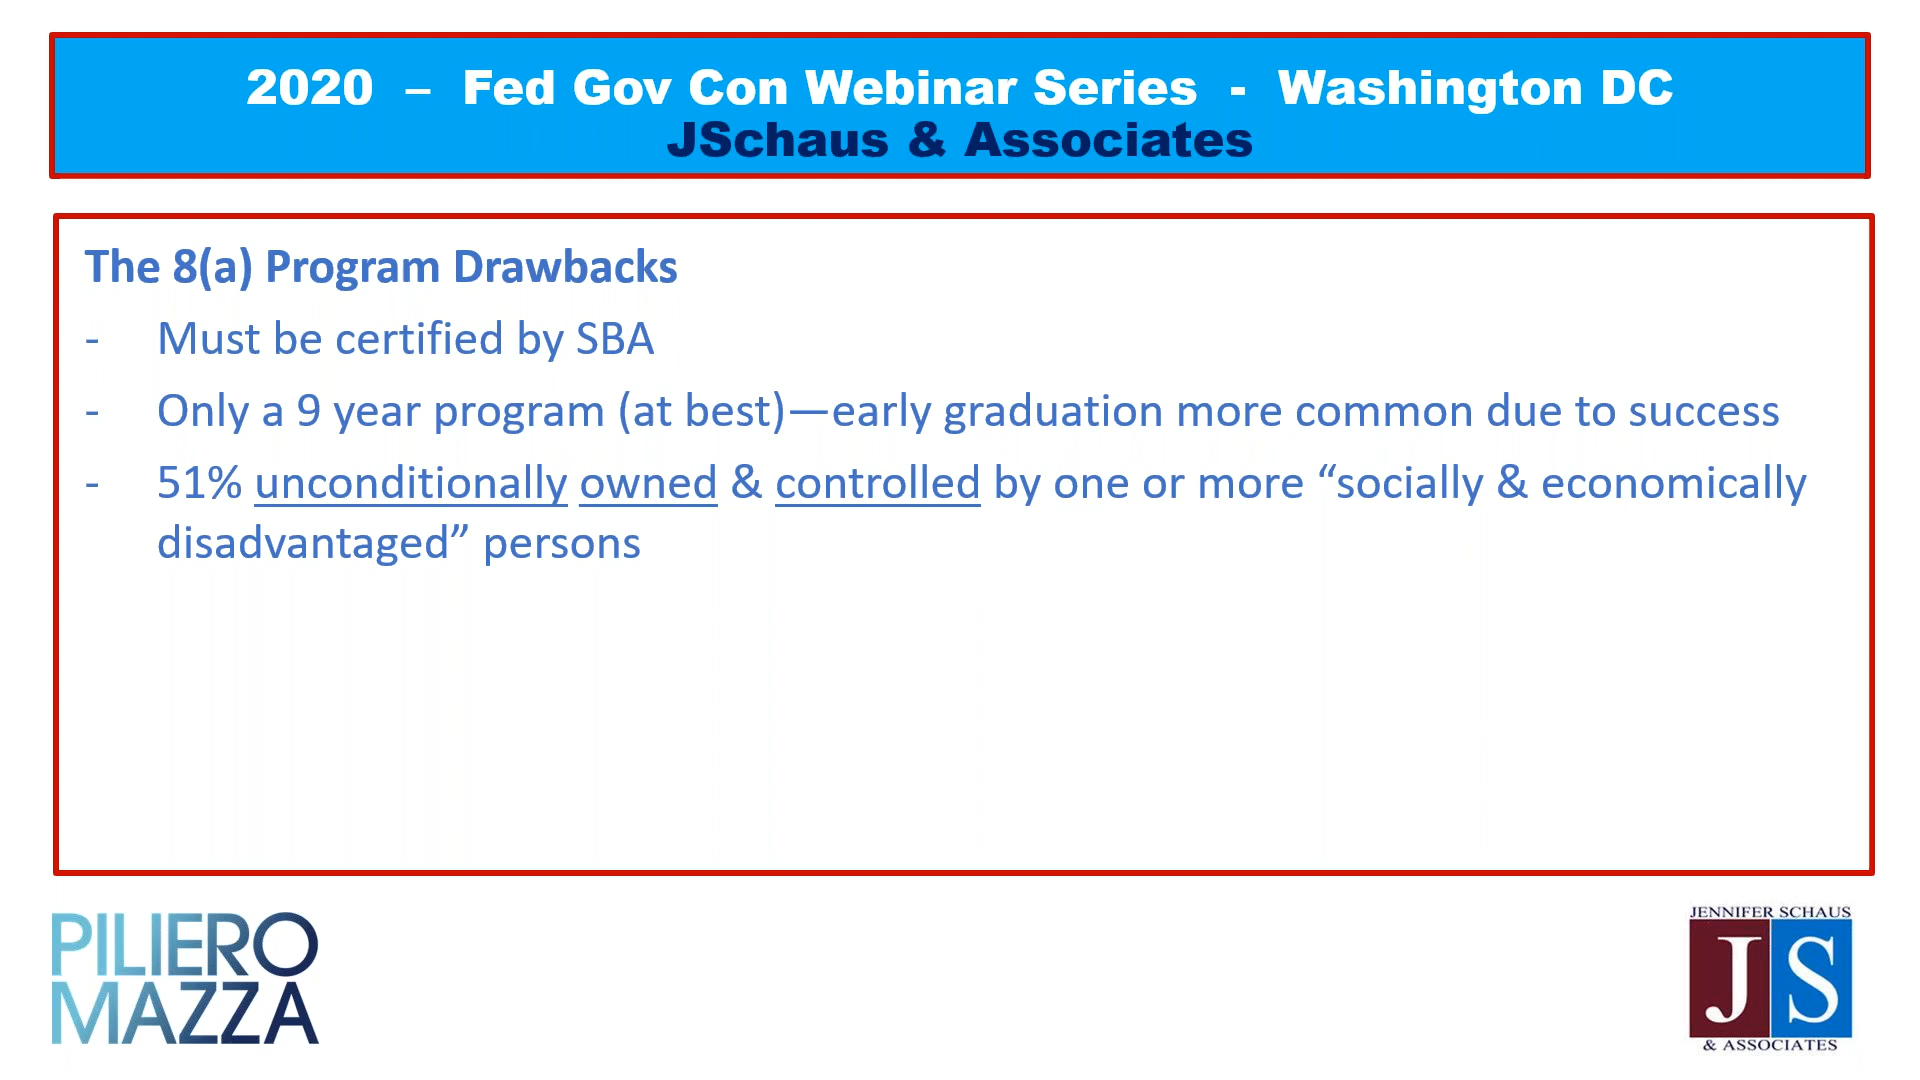 2020 – Fed Gov Con Webinar Series - Washington DC
JSchaus & Associates
The 8(a) Program Drawbacks
- Must be certified by SBA
- Only a 9 year program (at best)—early graduation more common due to success
- 51% unconditionally owned & controlled by one or more “socially & economically
disadvantaged” persons
PILIERO
MAZZA
JENNIFER SCHAUS
JS
& ASSOCIATES